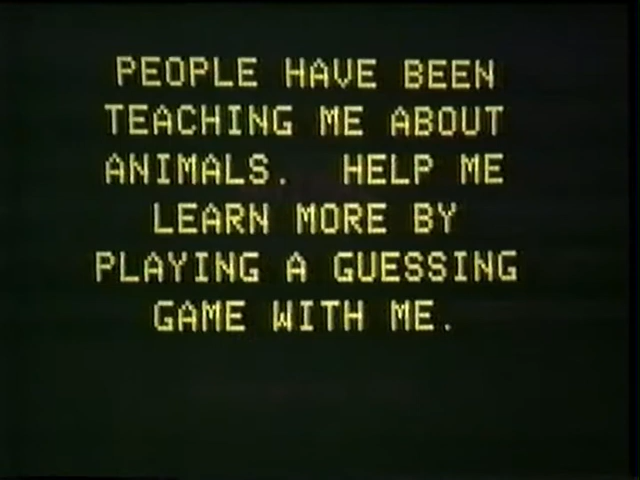 PEOPLE HAVE BEEN
TEACHING ME ABOUT
ANIMALS.  HELP ME
LEARN MORE BY
PLAYING A GUESSING
GAME WITH ME.